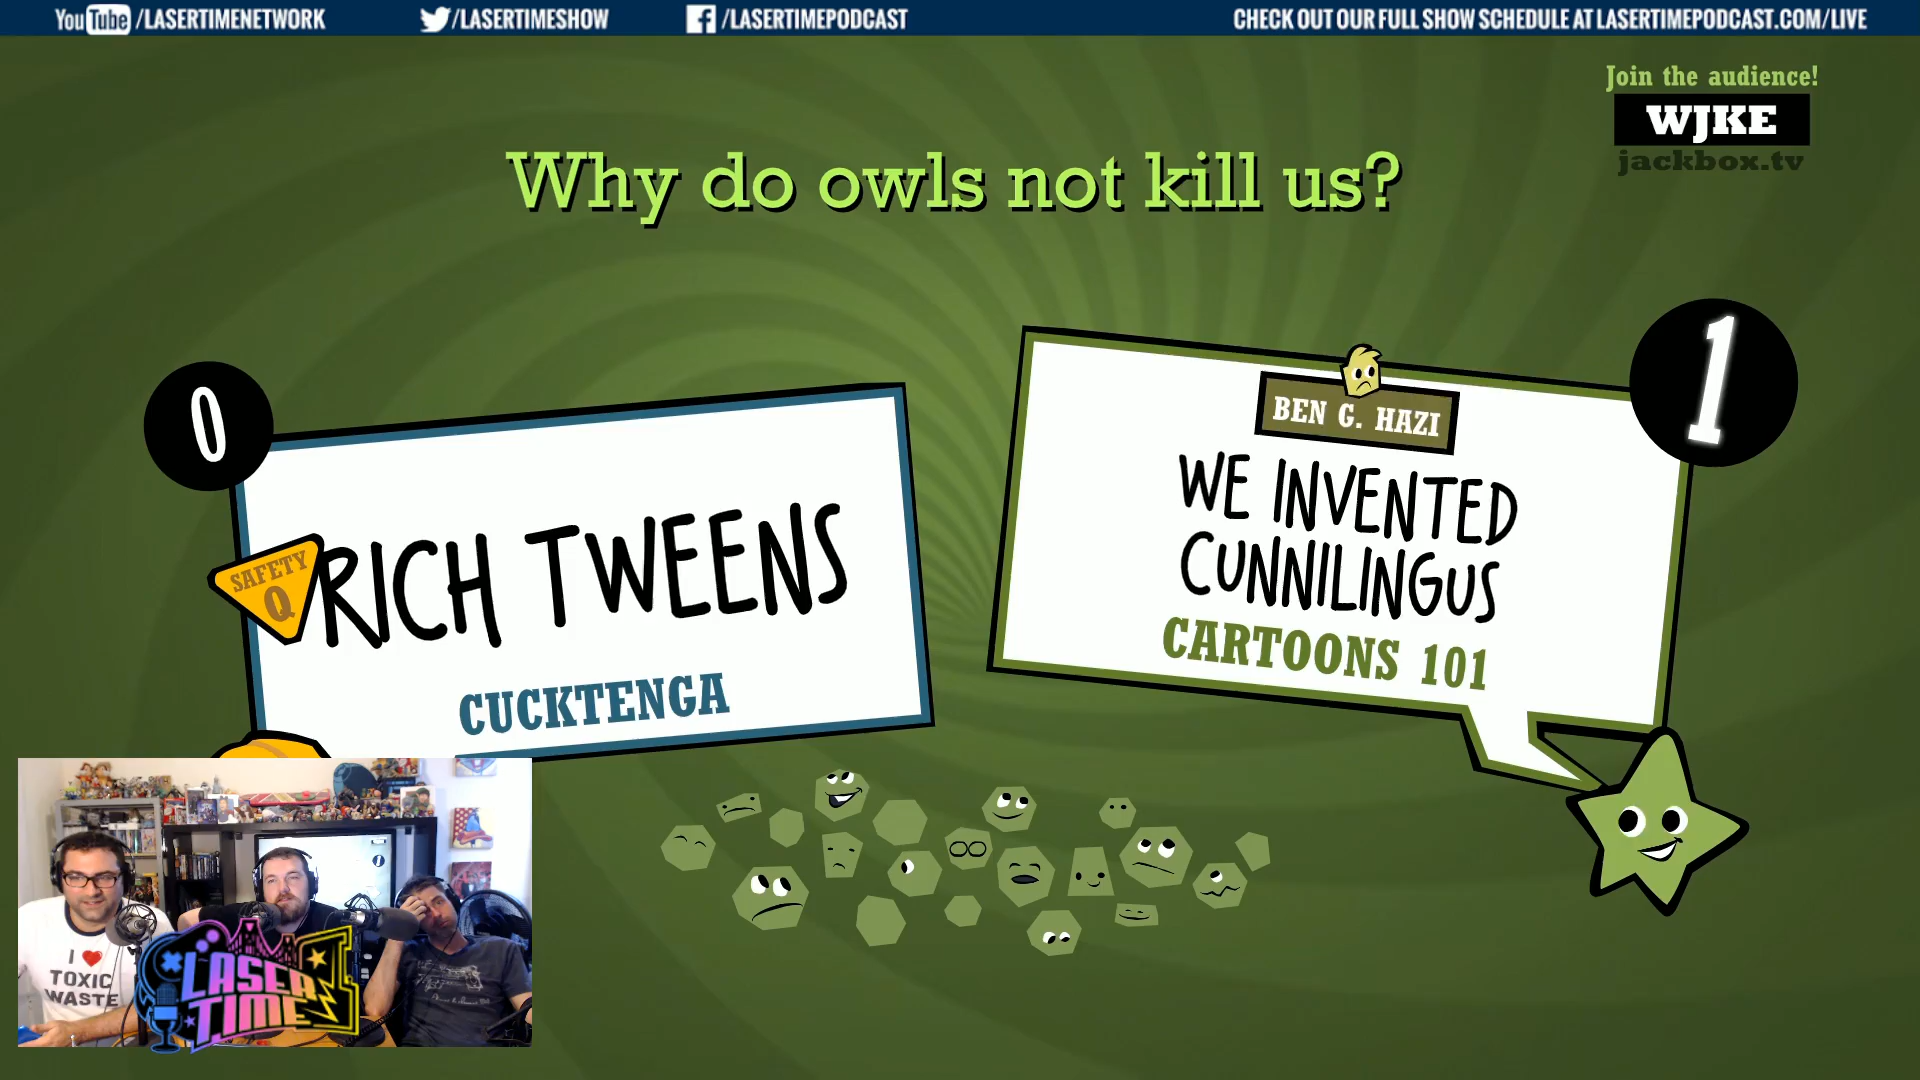 YouTube /LASERTIMENETWORK
/LASERTIMESHOW
/LASERTIMEPODCAST
CHECK OUT OUR FULL SHOW SCHEDULE AT LASERTIMEPODCAST.COM/LIVE
Join the audience!
WJKE
jackbox.tv
Why do owls not kill us?
0
SAFETY
Q
RICH TWEENS
CUCKTENGA
1
BEN G. HAZI
WE INVENTED
CUNNILINGUS
CARTOONS 101
I
TOXIC
WASTE
LASER
TIME